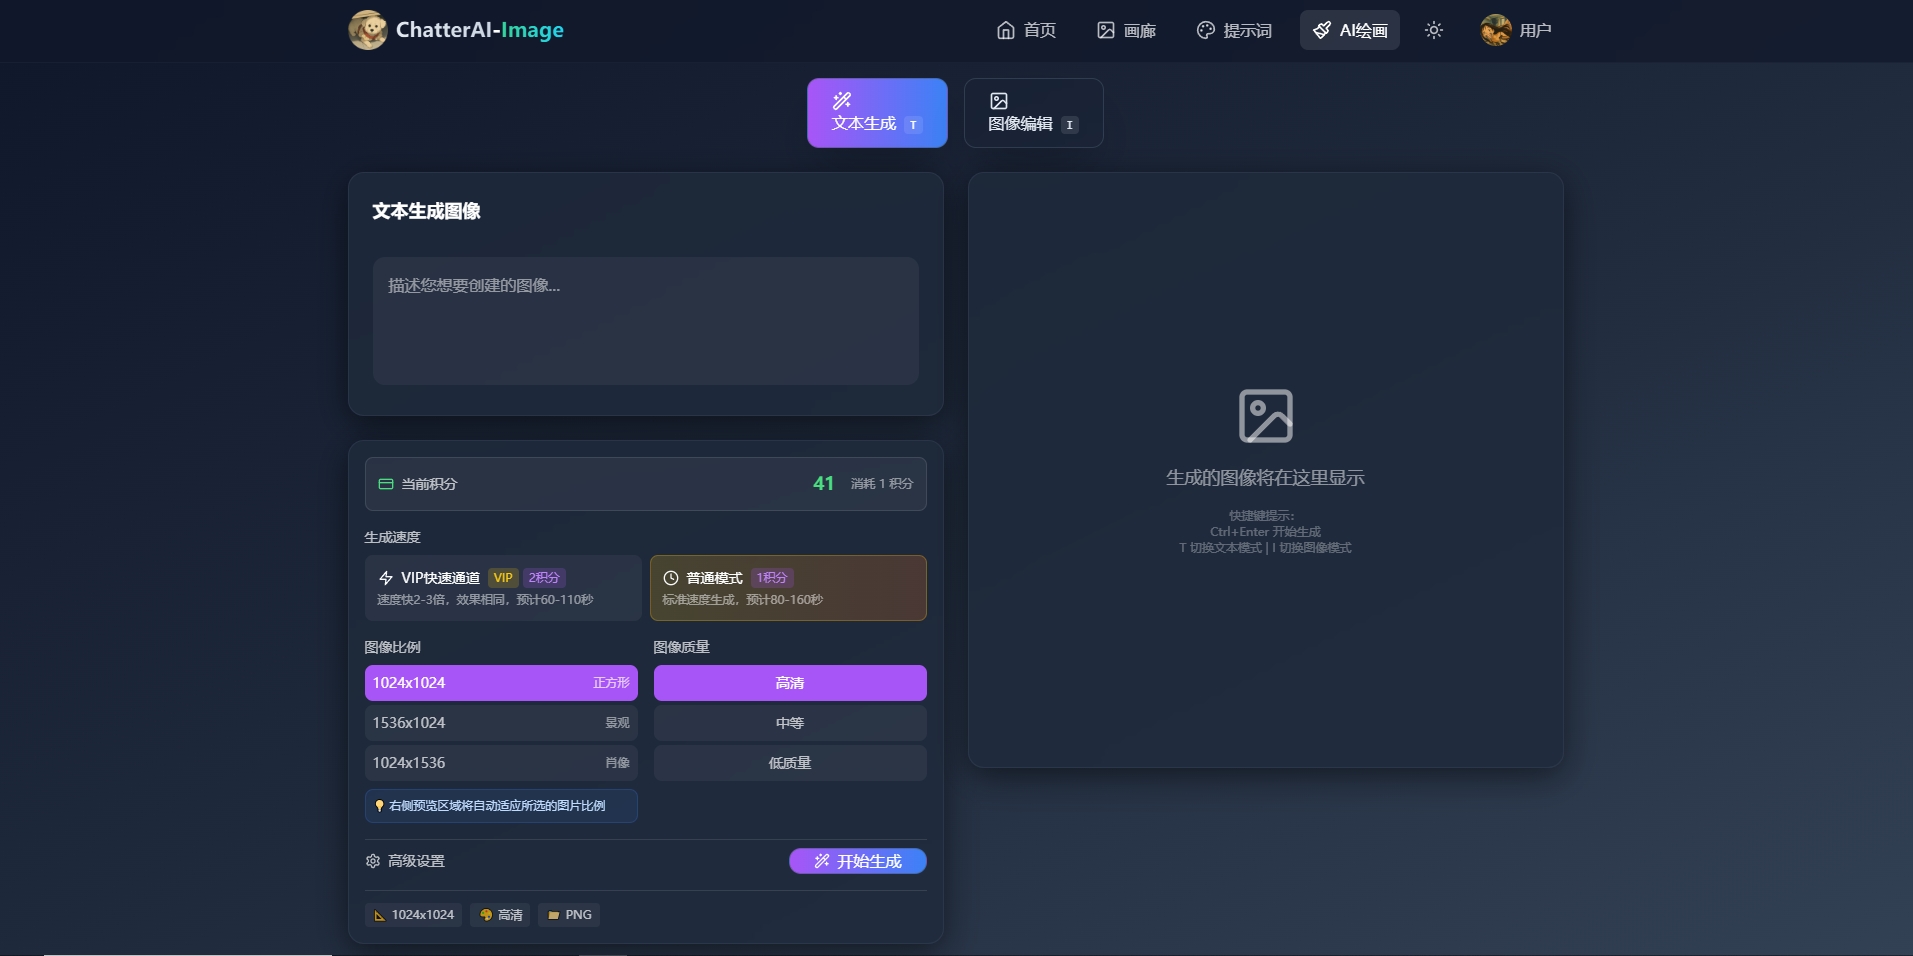 ChatterAI-Image
首页
画廊
提示词
AI绘画
用户
文本生成 T
图像编辑 I
文本生成图像
描述您想要创建的图像...
当前积分
41 消耗 1 积分
生成速度
VIP快速通道 VIP 2积分
速度快2-3倍，效果相同，预计60-110秒
普通模式 1积分
标准速度生成，预计80-160秒
图像比例
1024x1024 正方形
1536x1024 景观
1024x1536 肖像
右侧预览区域将自动适应所选的图片比例
图像质量
高清
中等
低质量
高级设置
开始生成
1024x1024
高清
PNG
生成的图像将在这里显示
快捷键提示：
Ctrl+Enter 开始生成
T 切换文本模式 | I 切换图像模式